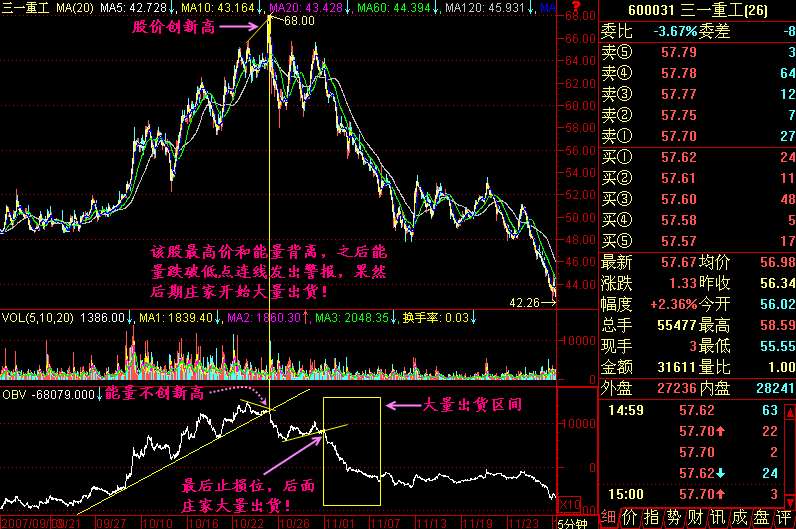 三一重工 MA(20) MA5: 42.728↓, MA10: 43.164↓, MA20: 43.428↓, MA60: 44.394↓, MA120: 45.931↓, MA
股价创新高
68.00
68.00
64.00
62.00
60.00
58.00
56.00
54.00
52.00
50.00
48.00
46.00
44.00
该股最高价和能量背离，之后能
量跌破低点连线发出警报，果然
后期庄家开始大量出货！
42.26
VOL(5,10,20) 1386.00↓, MA1: 1839.40↓, MA2: 1860.30↑, MA3: 2048.35↓, 换手率: 0.03↓
10000
0
OBV -68079.000↓
能量不创新高
大量出货区间
10000
0
最后止损位，后面
庄家大量出货！
X10
2007/09/09/21 09/27 10/10 10/16 10/22 10/26 11/01 11/07 11/13 11/19 11/23 5分钟
600031 三一重工(26)
委比 -3.67% 委差 -8
卖⑤ 57.79 3
卖④ 57.78 64
卖③ 57.77 12
卖② 57.75 7
卖① 57.70 27
买① 57.62 24
买② 57.61 11
买③ 57.60 48
买④ 57.58 5
买⑤ 57.57 17
最新 57.67 均价 56.98
涨跌 1.33 昨收 56.34
幅度 +2.36% 今开 56.02
总手 55477 最高 58.59
现手 3 最低 55.55
金额 31611 量比 1.00
外盘 27236 内盘 28241
14:59 57.62 63
57.70↑ 22
57.70 2
57.62↓ 24
15:00 57.70↑ 3
细 价 指 势 财 讯 成 盘 评